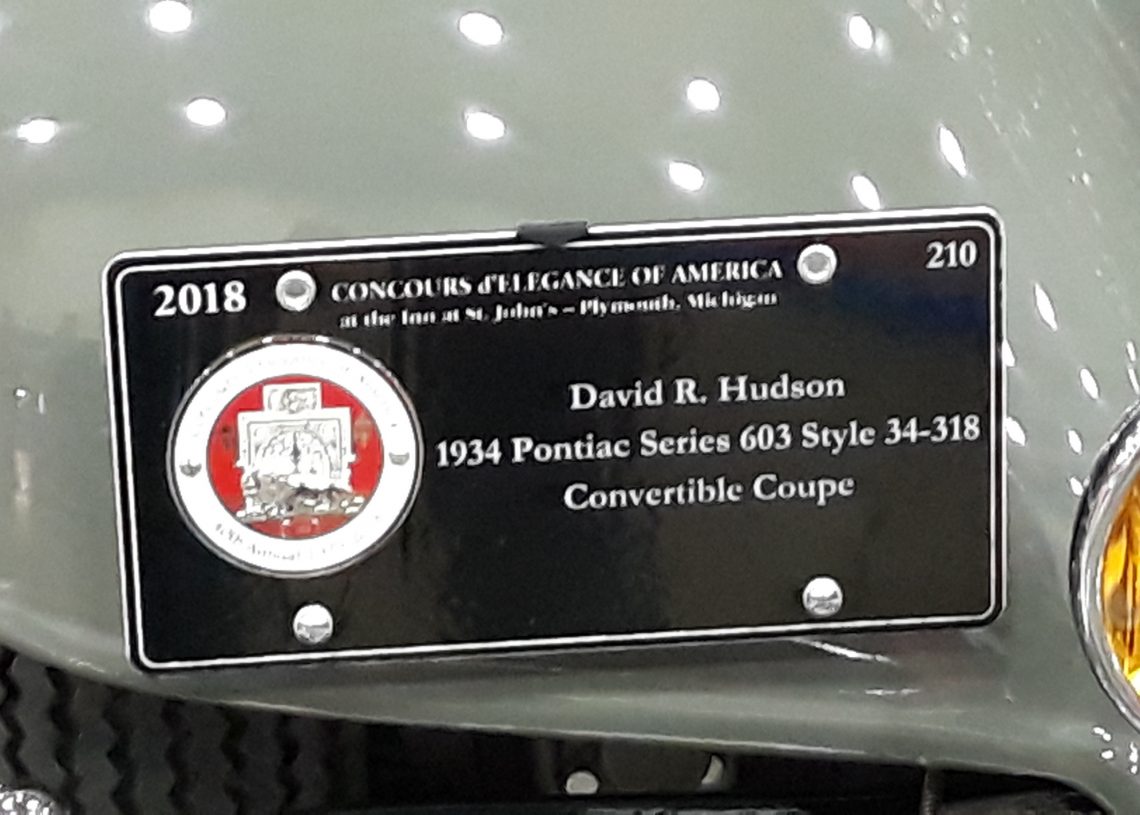 2018
CONCOURS d'ELEGANCE OF AMERICA
210
at the Inn at St. John's – Plymouth, Michigan
David R. Hudson
1934 Pontiac Series 603 Style 34-318
Convertible Coupe